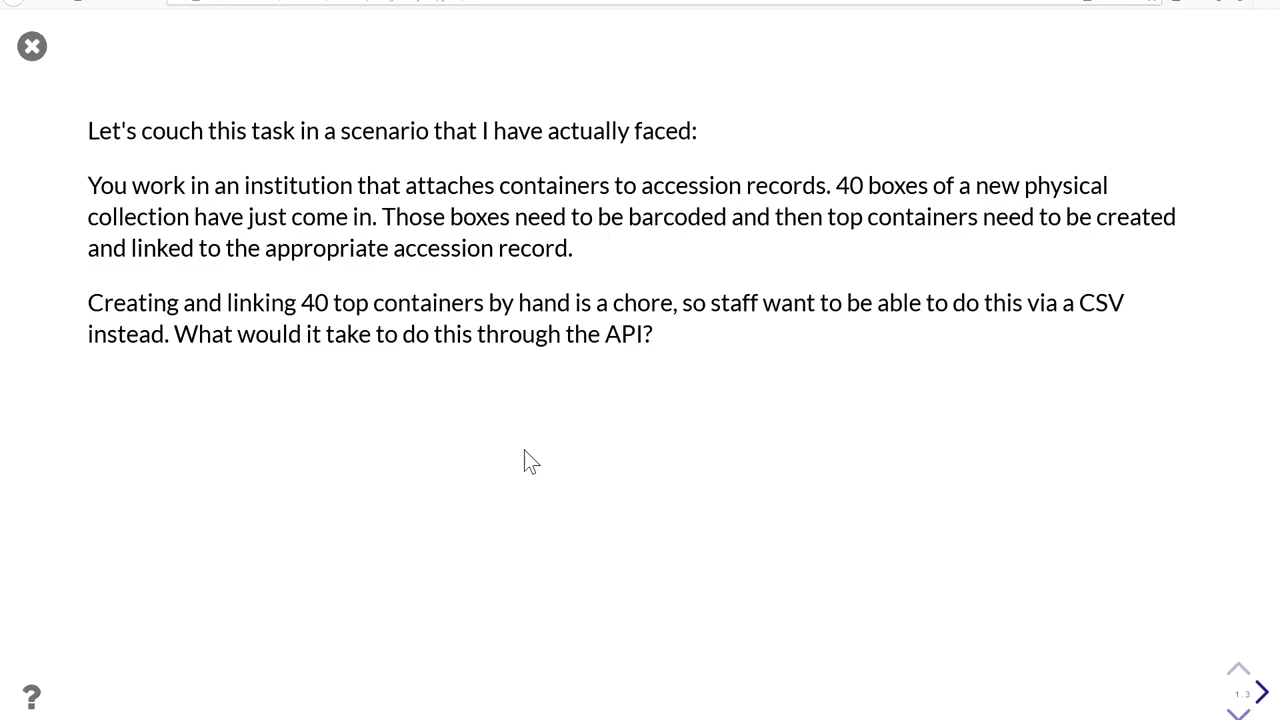 Let's couch this task in a scenario that I have actually faced:
You work in an institution that attaches containers to accession records. 40 boxes of a new physical
collection have just come in. Those boxes need to be barcoded and then top containers need to be created
and linked to the appropriate accession record.
Creating and linking 40 top containers by hand is a chore, so staff want to be able to do this via a CSV
instead. What would it take to do this through the API?
?
1.3